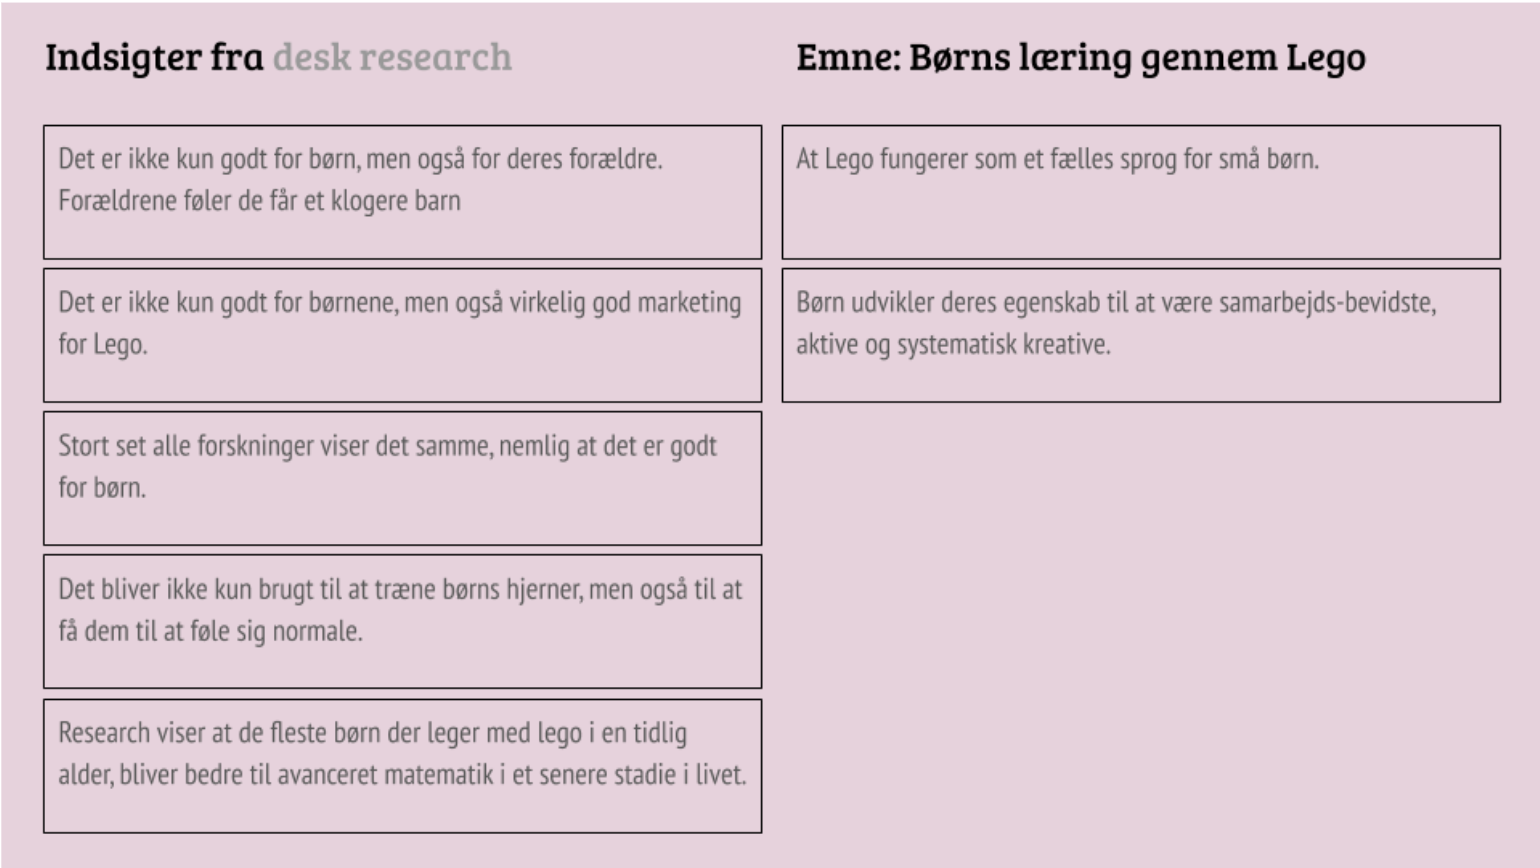 Indsigter fra desk research
Emne: Børns læring gennem Lego
Det er ikke kun godt for børn, men også for deres forældre.
Forældrene føler de får et klogere barn
Det er ikke kun godt for børnene, men også virkelig god marketing
for Lego.
Stort set alle forskninger viser det samme, nemlig at det er godt
for børn.
Det bliver ikke kun brugt til at træne børns hjerner, men også til at
få dem til at føle sig normale.
Research viser at de fleste børn der leger med lego i en tidlig
alder, bliver bedre til avanceret matematik i et senere stadie i livet.
At Lego fungerer som et fælles sprog for små børn.
Børn udvikler deres egenskab til at være samarbejds-bevidste,
aktive og systematisk kreative.